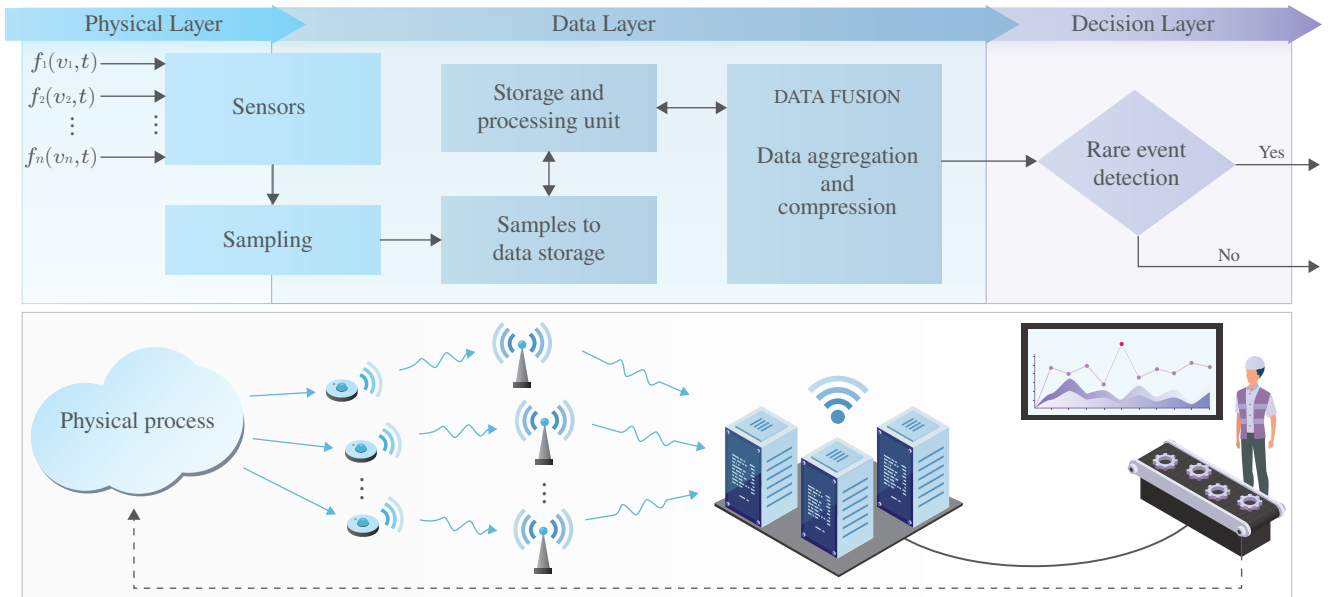 Physical Layer
Data Layer
Decision Layer
f₁(v₁,t)
f₂(v₂,t)
⋮ ⋮
fₙ(vₙ,t)
Sensors
Sampling
Storage and
processing unit
Samples to
data storage
DATA FUSION
Data aggregation
and
compression
Rare event
detection
Yes
No
Physical process